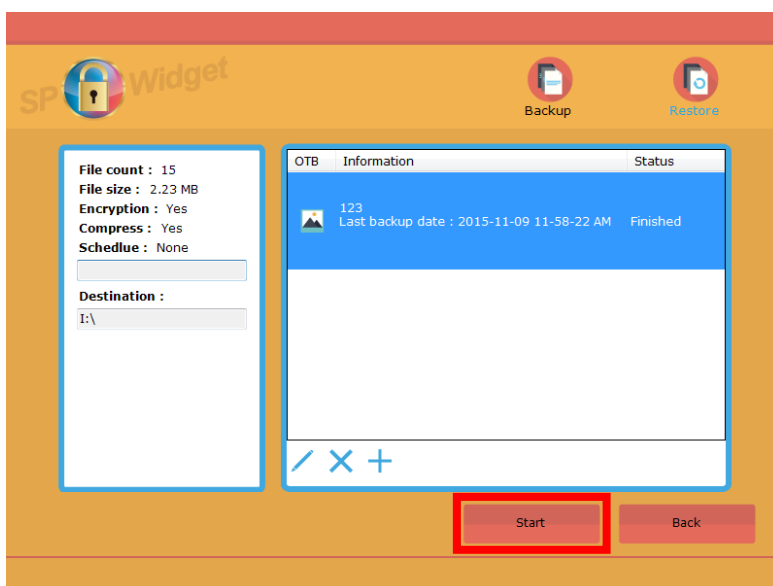 SP Widget
Backup
Restore
File count : 15
File size : 2.23 MB
Encryption : Yes
Compress : Yes
Schedlue : None
Destination :
I:\
OTB Information Status
123
Last backup date : 2015-11-09 11-58-22 AM Finished
Start
Back